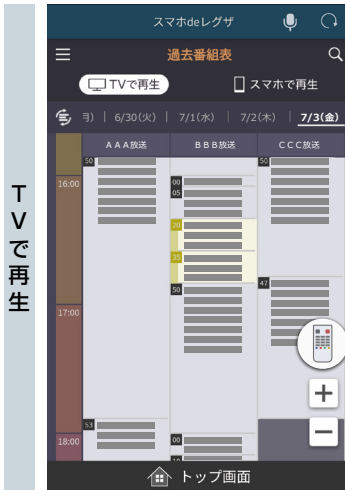 TVで再生
スマホdeレグザ
過去番組表
TVで再生
スマホで再生
月) | 6/30(火) | 7/1(水) | 7/2(木) | 7/3(金)
AAA放送 BBB放送 CCC放送
50 50
16:00 00
05
20
35
47
50
17:00
53
18:00 00
10
トップ画面